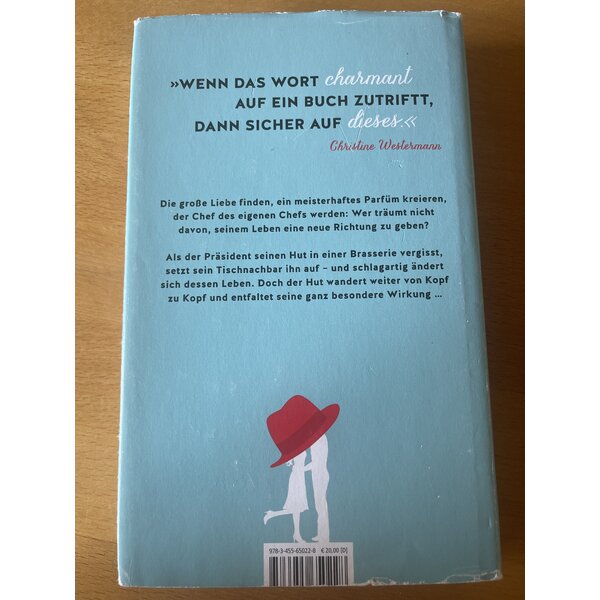 »WENN DAS WORT charmant
AUF EIN BUCH ZUTRIFTT,
DANN SICHER AUF dieses.«
Christine Westermann
Die große Liebe finden, ein meisterhaftes Parfüm kreieren,
der Chef des eigenen Chefs werden: Wer träumt nicht
davon, seinem Leben eine neue Richtung zu geben?
Als der Präsident seinen Hut in einer Brasserie vergisst,
setzt sein Tischnachbar ihn auf – und schlagartig ändert
sich dessen Leben. Doch der Hut wandert weiter von Kopf
zu Kopf und entfaltet seine ganz besondere Wirkung ...
978-3-455-65022-8 € 20,00 [D]